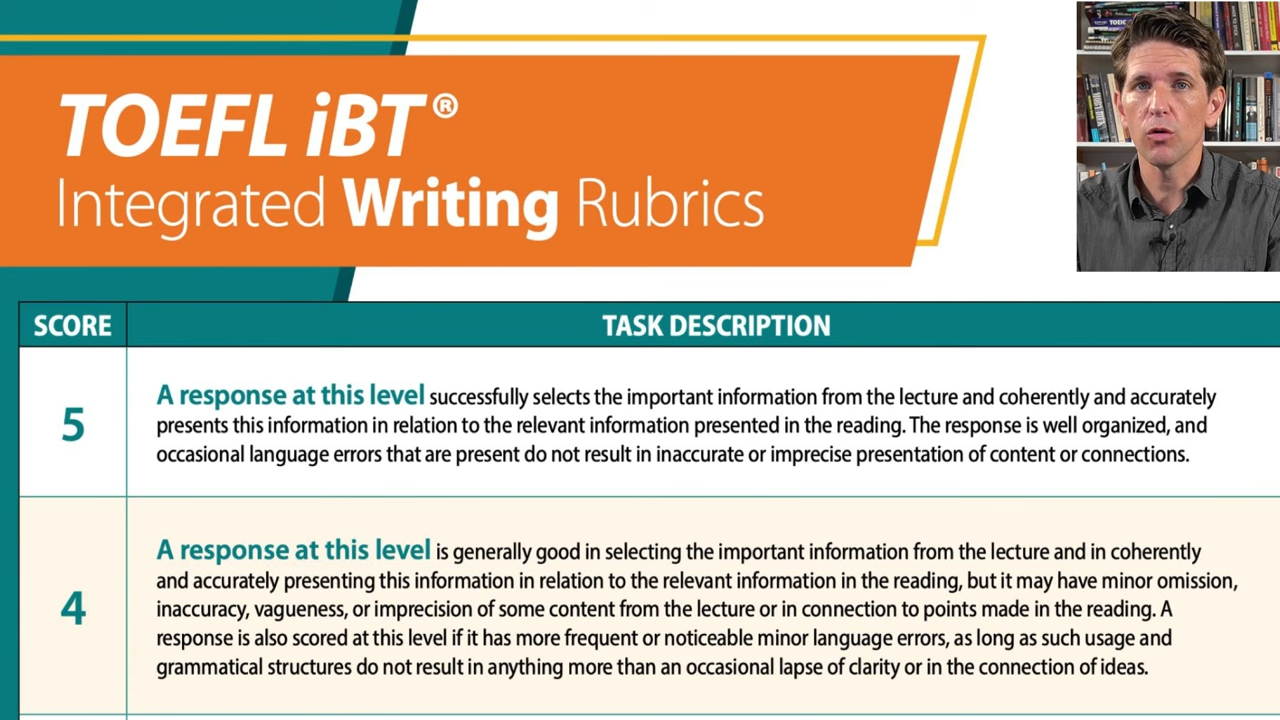 TOEFL iBT®
Integrated Writing Rubrics
SCORE
TASK DESCRIPTION
5
A response at this level successfully selects the important information from the lecture and coherently and accurately
presents this information in relation to the relevant information presented in the reading. The response is well organized, and
occasional language errors that are present do not result in inaccurate or imprecise presentation of content or connections.
4
A response at this level is generally good in selecting the important information from the lecture and in coherently
and accurately presenting this information in relation to the relevant information in the reading, but it may have minor omission,
inaccuracy, vagueness, or imprecision of some content from the lecture or in connection to points made in the reading. A
response is also scored at this level if it has more frequent or noticeable minor language errors, as long as such usage and
grammatical structures do not result in anything more than an occasional lapse of clarity or in the connection of ideas.